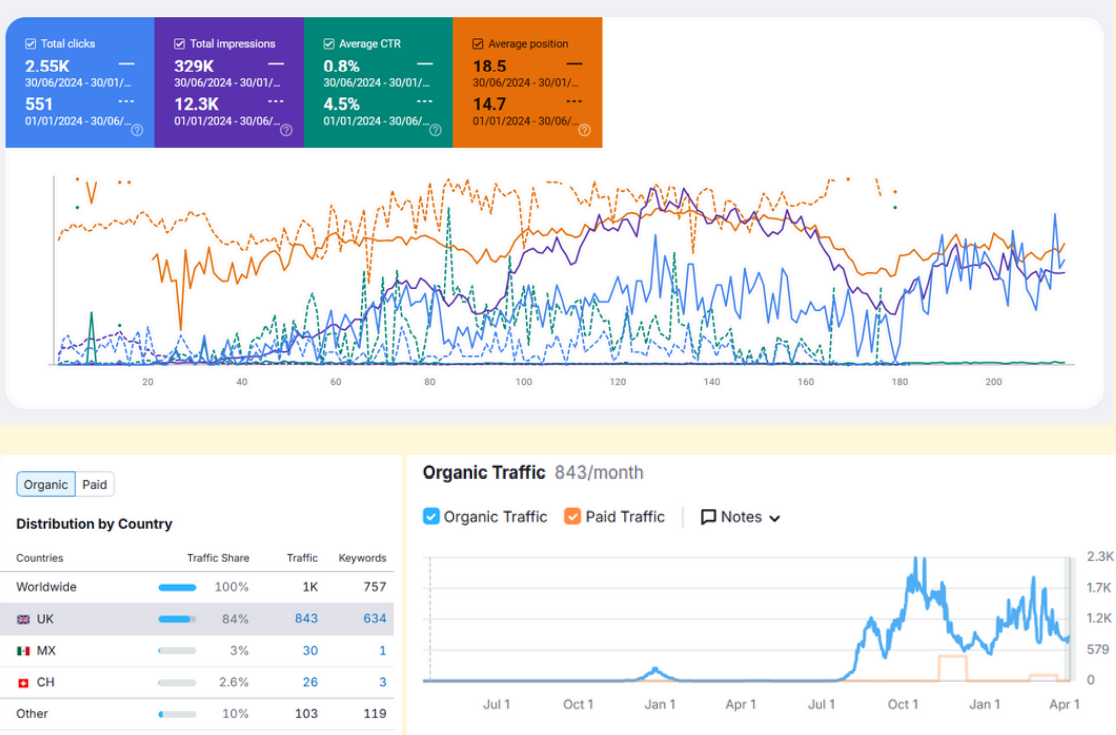 Total clicks
2.55K
30/06/2024 - 30/01/...
551
01/01/2024 - 30/06/...
Total impressions
329K
30/06/2024 - 30/01/...
12.3K
01/01/2024 - 30/06/...
Average CTR
0.8%
30/06/2024 - 30/01/...
4.5%
01/01/2024 - 30/06/...
Average position
18.5
30/06/2024 - 30/01/...
14.7
01/01/2024 - 30/06/...
20 40 60 80 100 120 140 160 180 200
Organic Paid
Distribution by Country
Countries Traffic Share Traffic Keywords
Worldwide 100% 1K 757
UK 84% 843 634
MX 3% 30 1
CH 2.6% 26 3
Other 10% 103 119
Organic Traffic 843/month
Organic Traffic Paid Traffic Notes
2.3K
1.7K
1.2K
579
0
Jul 1 Oct 1 Jan 1 Apr 1 Jul 1 Oct 1 Jan 1 Apr 1